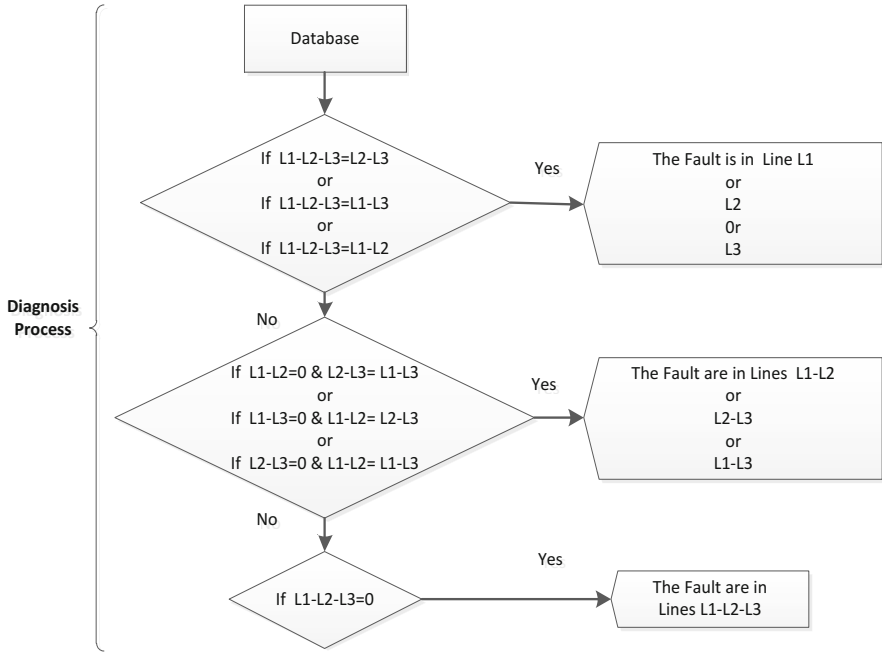 Database
If L1-L2-L3=L2-L3
or
If L1-L2-L3=L1-L3
or
If L1-L2-L3=L1-L2
Yes
The Fault is in Line L1
or
L2
0r
L3
Diagnosis
Process
No
If L1-L2=0 & L2-L3= L1-L3
or
If L1-L3=0 & L1-L2= L2-L3
or
If L2-L3=0 & L1-L2= L1-L3
Yes
The Fault are in Lines L1-L2
or
L2-L3
or
L1-L3
No
If L1-L2-L3=0
Yes
The Fault are in
Lines L1-L2-L3